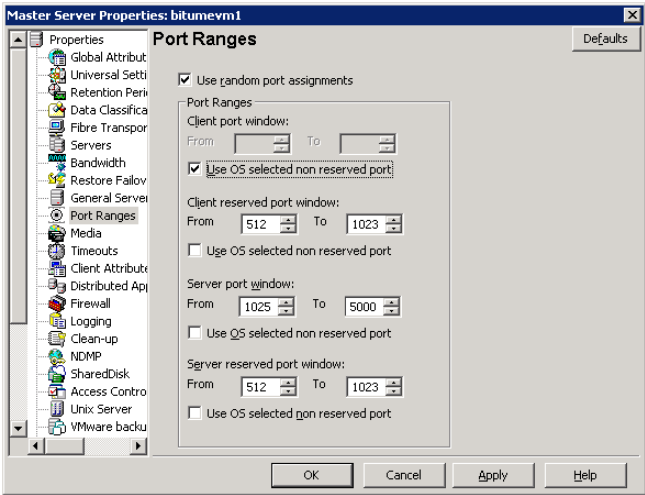 Master Server Properties: bitumevm1
Properties
Global Attribut
Universal Setti
Retention Peri
Data Classifica
Fibre Transpor
Servers
Bandwidth
Restore Failov
General Server
Port Ranges
Media
Timeouts
Client Attribute
Distributed App
Firewall
Logging
Clean-up
NDMP
SharedDisk
Access Contro
Unix Server
VMware backu
Port Ranges
Defaults
Use random port assignments
Port Ranges
Client port window:
From To
Use OS selected non reserved port
Client reserved port window:
From 512 To 1023
Use OS selected non reserved port
Server port window:
From 1025 To 5000
Use OS selected non reserved port
Server reserved port window:
From 512 To 1023
Use OS selected non reserved port
OK Cancel Apply Help